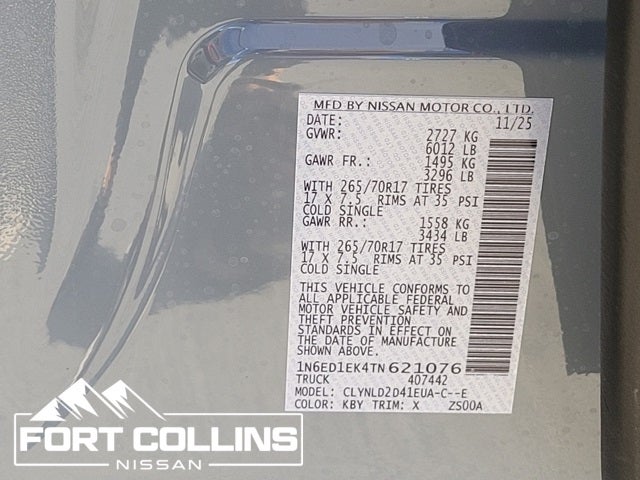 MFD BY NISSAN MOTOR CO., LTD.
DATE: 11/25
GVWR: 2727 KG
6012 LB
GAWR FR.: 1495 KG
3296 LB
WITH 265/70R17 TIRES
17 X 7.5 RIMS AT 35 PSI
COLD SINGLE
GAWR RR.: 1558 KG
3434 LB
WITH 265/70R17 TIRES
17 X 7.5 RIMS AT 35 PSI
COLD SINGLE
THIS VEHICLE CONFORMS TO
ALL APPLICABLE FEDERAL
MOTOR VEHICLE SAFETY AND
THEFT PREVENTION
STANDARDS IN EFFECT ON
THE DATE OF MANUFACTURE
SHOWN ABOVE.
1N6ED1EK4TN621076
TRUCK 407442
MODEL: CLYNLD2D41EUA-C--E
COLOR: KBY TRIM: X ZS00A
FORT COLLINS
NISSAN